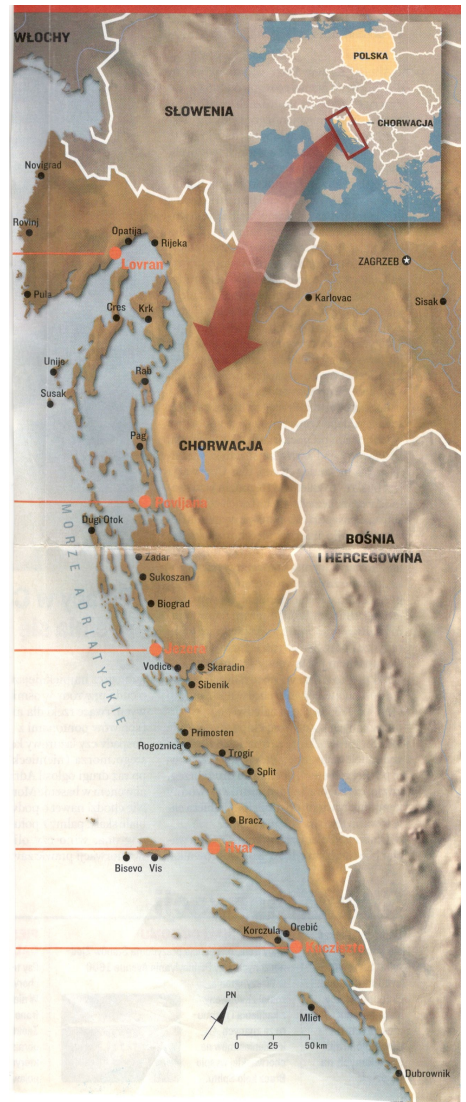 WŁOCHY
POLSKA
CHORWACJA
SŁOWENIA
Novigrad
Rovinj
Opatija
Rijeka
Lovran
ZAGRZEB
Pula
Cres
Krk
Karlovac
Sisak
Unije
Rab
Susak
Pag
CHORWACJA
Povljana
Dugi Otok
MORZE ADRIATYCKIE
BOŚNIA
I HERCEGOWINA
Zadar
Sukoszan
Biograd
Vodice
Skaradin
Sibenik
Primosten
Rogoznica
Trogir
Split
Bracz
Hvar
Bisevo
Vis
Korczula
Orebić
PN
Mliet
0 25 50 km
Dubrownik